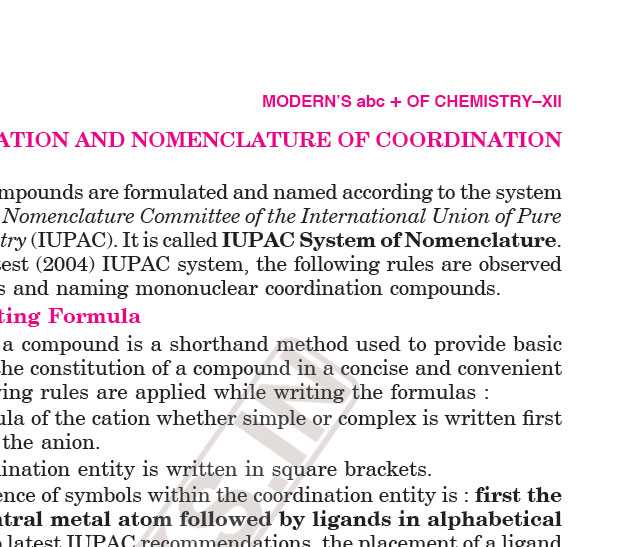 MODERN'S abc + OF CHEMISTRY–XII
ATION AND NOMENCLATURE OF COORDINATION
mpounds are formulated and named according to the system
Nomenclature Committee of the International Union of Pure
try (IUPAC). It is called IUPAC System of Nomenclature.
test (2004) IUPAC system, the following rules are observed
s and naming mononuclear coordination compounds.
ting Formula
a compound is a shorthand method used to provide basic
the constitution of a compound in a concise and convenient
ving rules are applied while writing the formulas :
ula of the cation whether simple or complex is written first
the anion.
ination entity is written in square brackets.
ence of symbols within the coordination entity is : first the
ntral metal atom followed by ligands in alphabetical
latest IUPAC recommendations, the placement of a ligand
S.IN